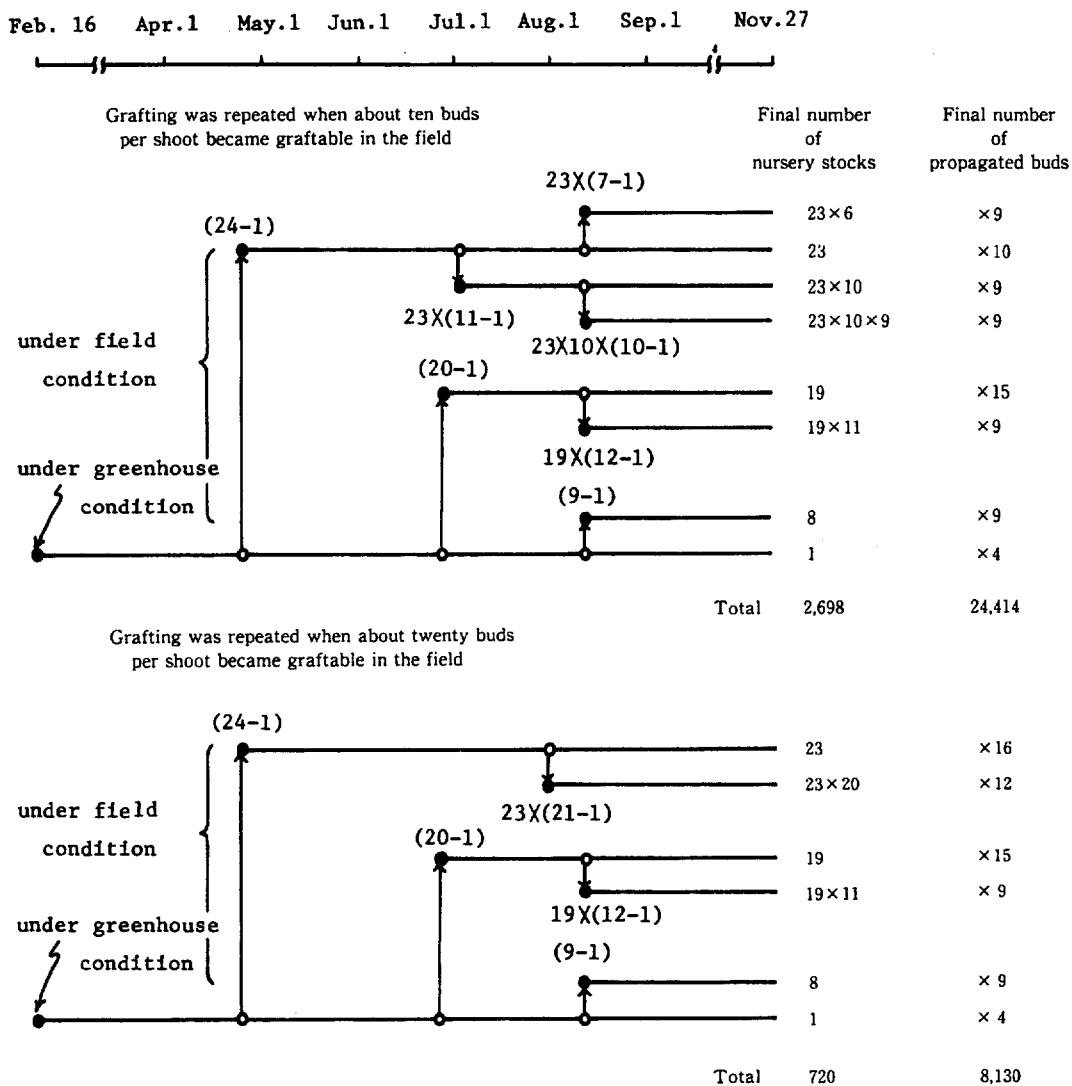 Feb. 16 Apr.1 May.1 Jun.1 Jul.1 Aug.1 Sep.1 Nov.27
Grafting was repeated when about ten buds
per shoot became graftable in the field
Final number
of
nursery stocks
Final number
of
propagated buds
23X(7-1)
23×6 ×9
(24-1)
23 ×10
23×10 ×9
23X(11-1)
23×10×9 ×9
23X10X(10-1)
under field
condition
(20-1)
19 ×15
19×11 ×9
19X(12-1)
under greenhouse
condition
(9-1)
8 ×9
1 ×4
Total 2,698 24,414
Grafting was repeated when about twenty buds
per shoot became graftable in the field
(24-1)
23 ×16
23×20 ×12
23X(21-1)
under field
condition
(20-1)
19 ×15
19×11 ×9
19X(12-1)
under greenhouse
condition
(9-1)
8 ×9
1 ×4
Total 720 8,130